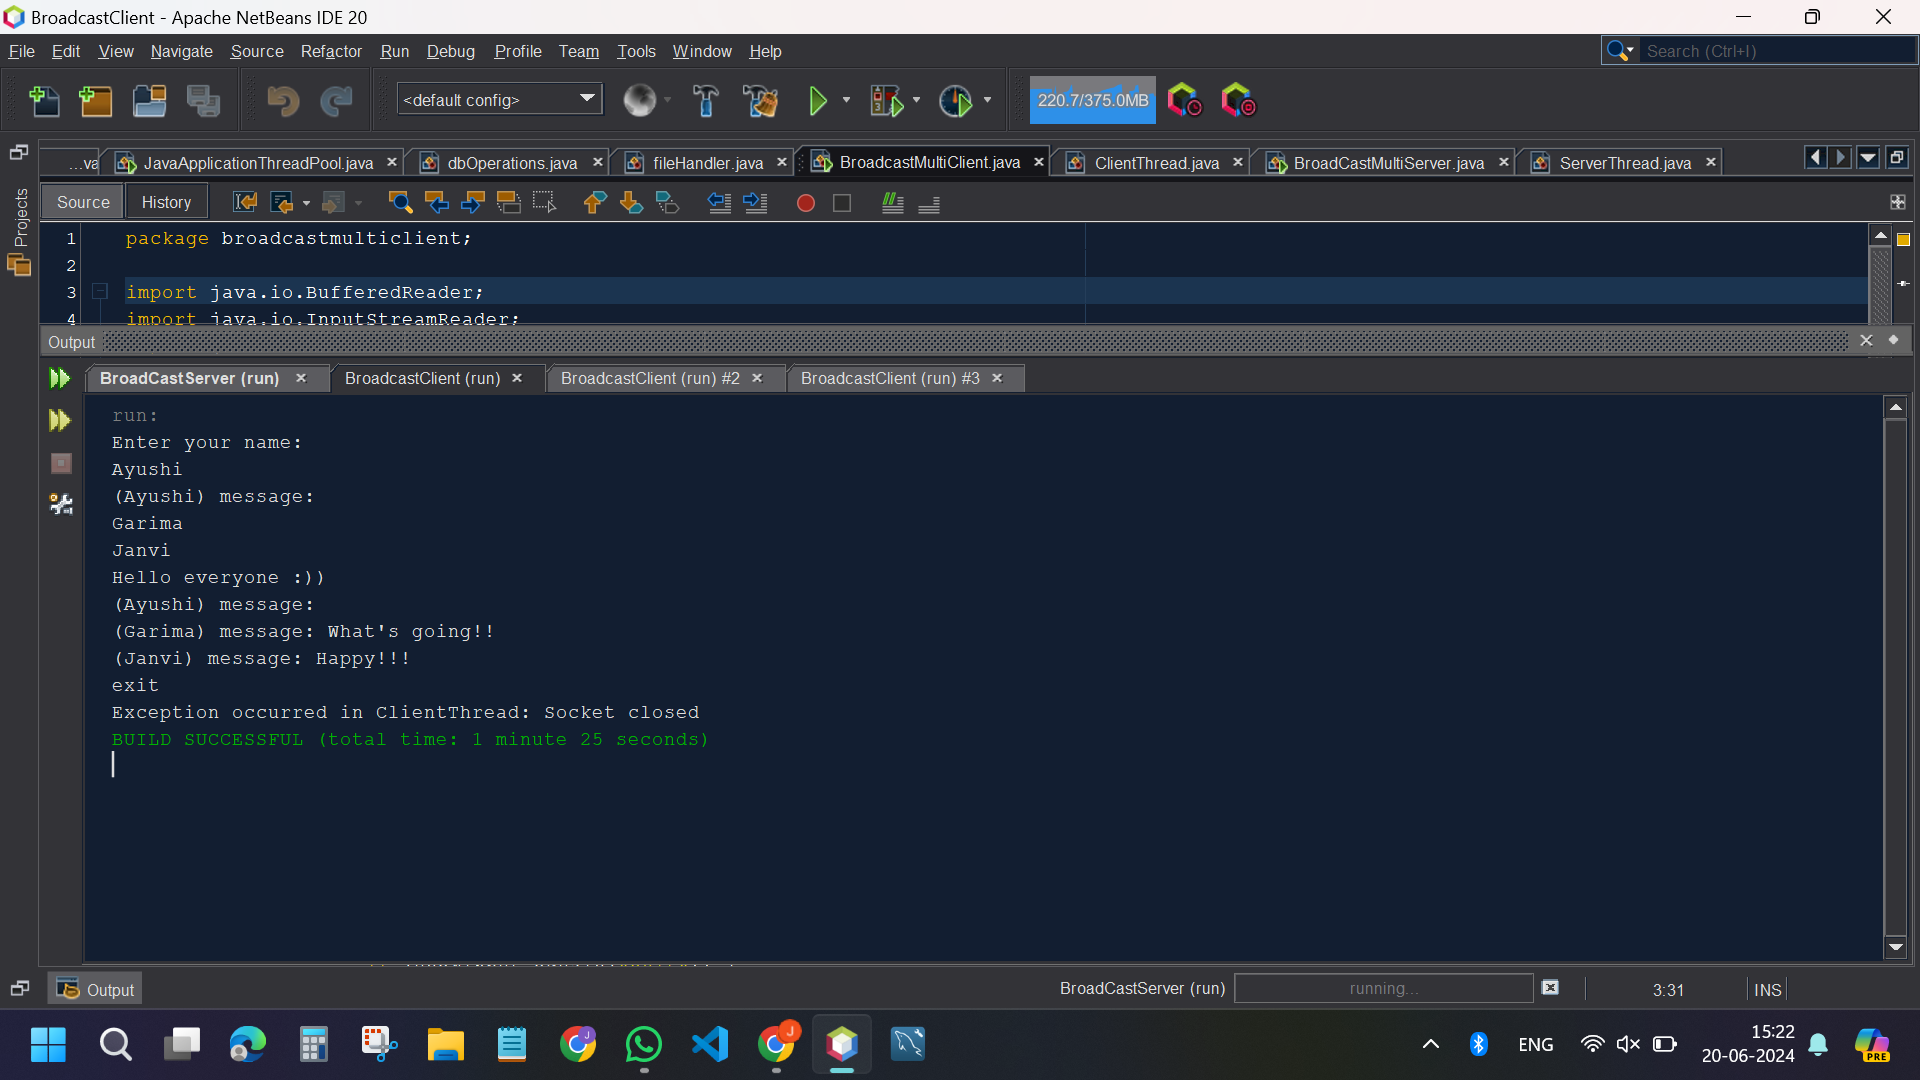 BroadcastClient - Apache NetBeans IDE 20
File Edit View Navigate Source Refactor Run Debug Profile Team Tools Window Help
Search (Ctrl+I)
<default config>
220.7/375.0MB
...va JavaApplicationThreadPool.java dbOperations.java fileHandler.java BroadcastMultiClient.java ClientThread.java BroadCastMultiServer.java ServerThread.java
Projects
Source History
1 package broadcastmulticlient;
2
3 import java.io.BufferedReader;
4 import java.io.InputStreamReader;
Output
BroadCastServer (run) BroadcastClient (run) BroadcastClient (run) #2 BroadcastClient (run) #3
run:
Enter your name:
Ayushi
(Ayushi) message:
Garima
Janvi
Hello everyone :))
(Ayushi) message:
(Garima) message: What's going!!
(Janvi) message: Happy!!!
exit
Exception occurred in ClientThread: Socket closed
BUILD SUCCESSFUL (total time: 1 minute 25 seconds)
Output
BroadCastServer (run) running... 3:31 INS
J
J
ENG
15:22
20-06-2024
PRE